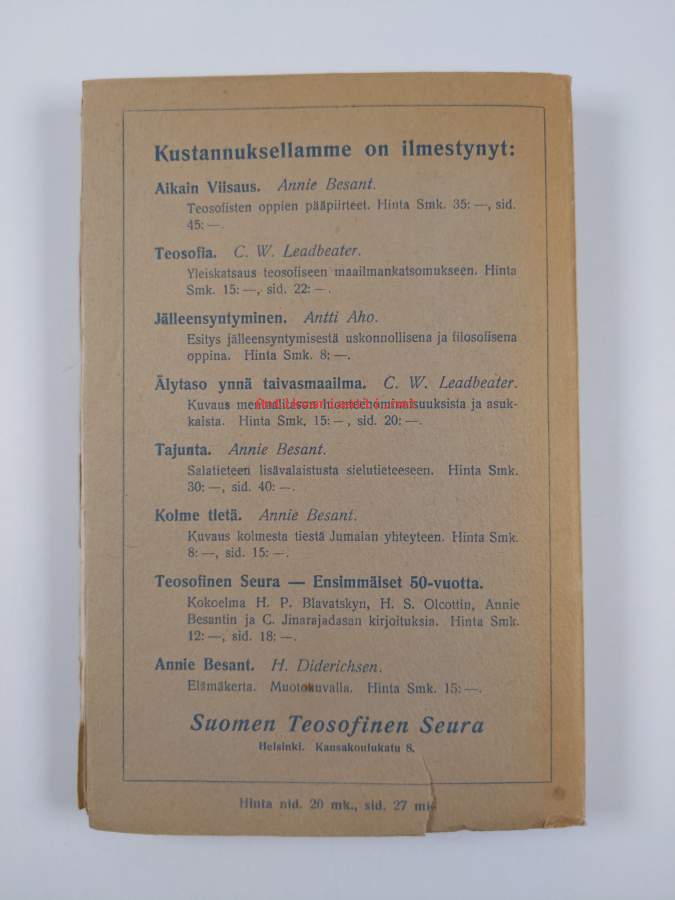 Kustannuksellamme on ilmestynyt:
Aikain Viisaus. Annie Besant.
Teosofisten oppien pääpiirteet. Hinta Smk. 35: —, sid.
45: —.
Teosofia. C. W. Leadbeater.
Yleiskatsaus teosofiseen maailmankatsomukseen. Hinta
Smk. 15: —, sid. 22: —.
Jälleensyntyminen. Antti Aho.
Esitys jälleensyntymisestä uskonnollisena ja filosofisena
oppina. Hinta Smk. 8: —.
Älytaso ynnä taivasmaailma. C. W. Leadbeater.
Kuvaus mentaalitason luonteenominaisuuksista ja asuk-
kaista. Hinta Smk. 15: —, sid. 20: —.
Tajunta. Annie Besant.
Salatieteen lisävalaistusta sielutieteeseen. Hinta Smk.
30: —, sid. 40: —.
Kolme tietä. Annie Besant.
Kuvaus kolmesta tiestä Jumalan yhteyteen. Hinta Smk.
8: —, sid. 15: —.
Teosofinen Seura — Ensimmäiset 50-vuotta.
Kokoelma H. P. Blavatskyn, H. S. Olcottin, Annie
Besantin ja C. Jinarajadasan kirjoituksia. Hinta Smk.
12: —, sid. 18: —.
Annie Besant. H. Diderichsen.
Elämäkerta. Muotokuvalla. Hinta Smk. 15: —.
Suomen Teosofinen Seura
Helsinki. Kansakoulukatu 8.
Hinta nid. 20 mk., sid. 27 mk